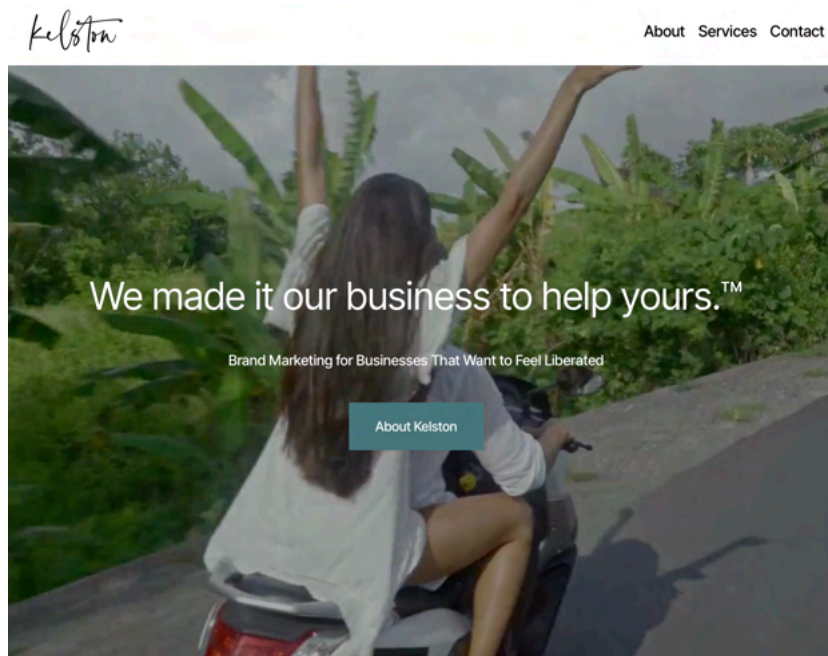 Kelston
About Services Contact
We made it our business to help yours.™
Brand Marketing for Businesses That Want to Feel Liberated
About Kelston